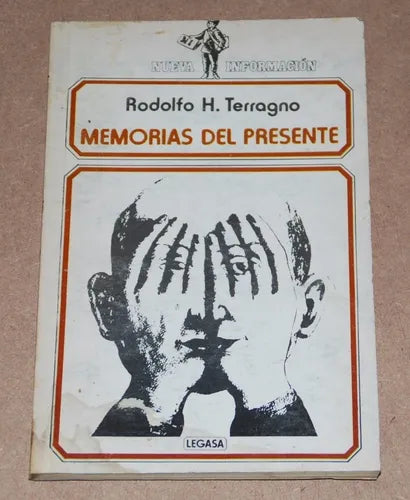 NUEVA INFORMACIÓN
Rodolfo H. Terragno
MEMORIAS DEL PRESENTE
LEGASA